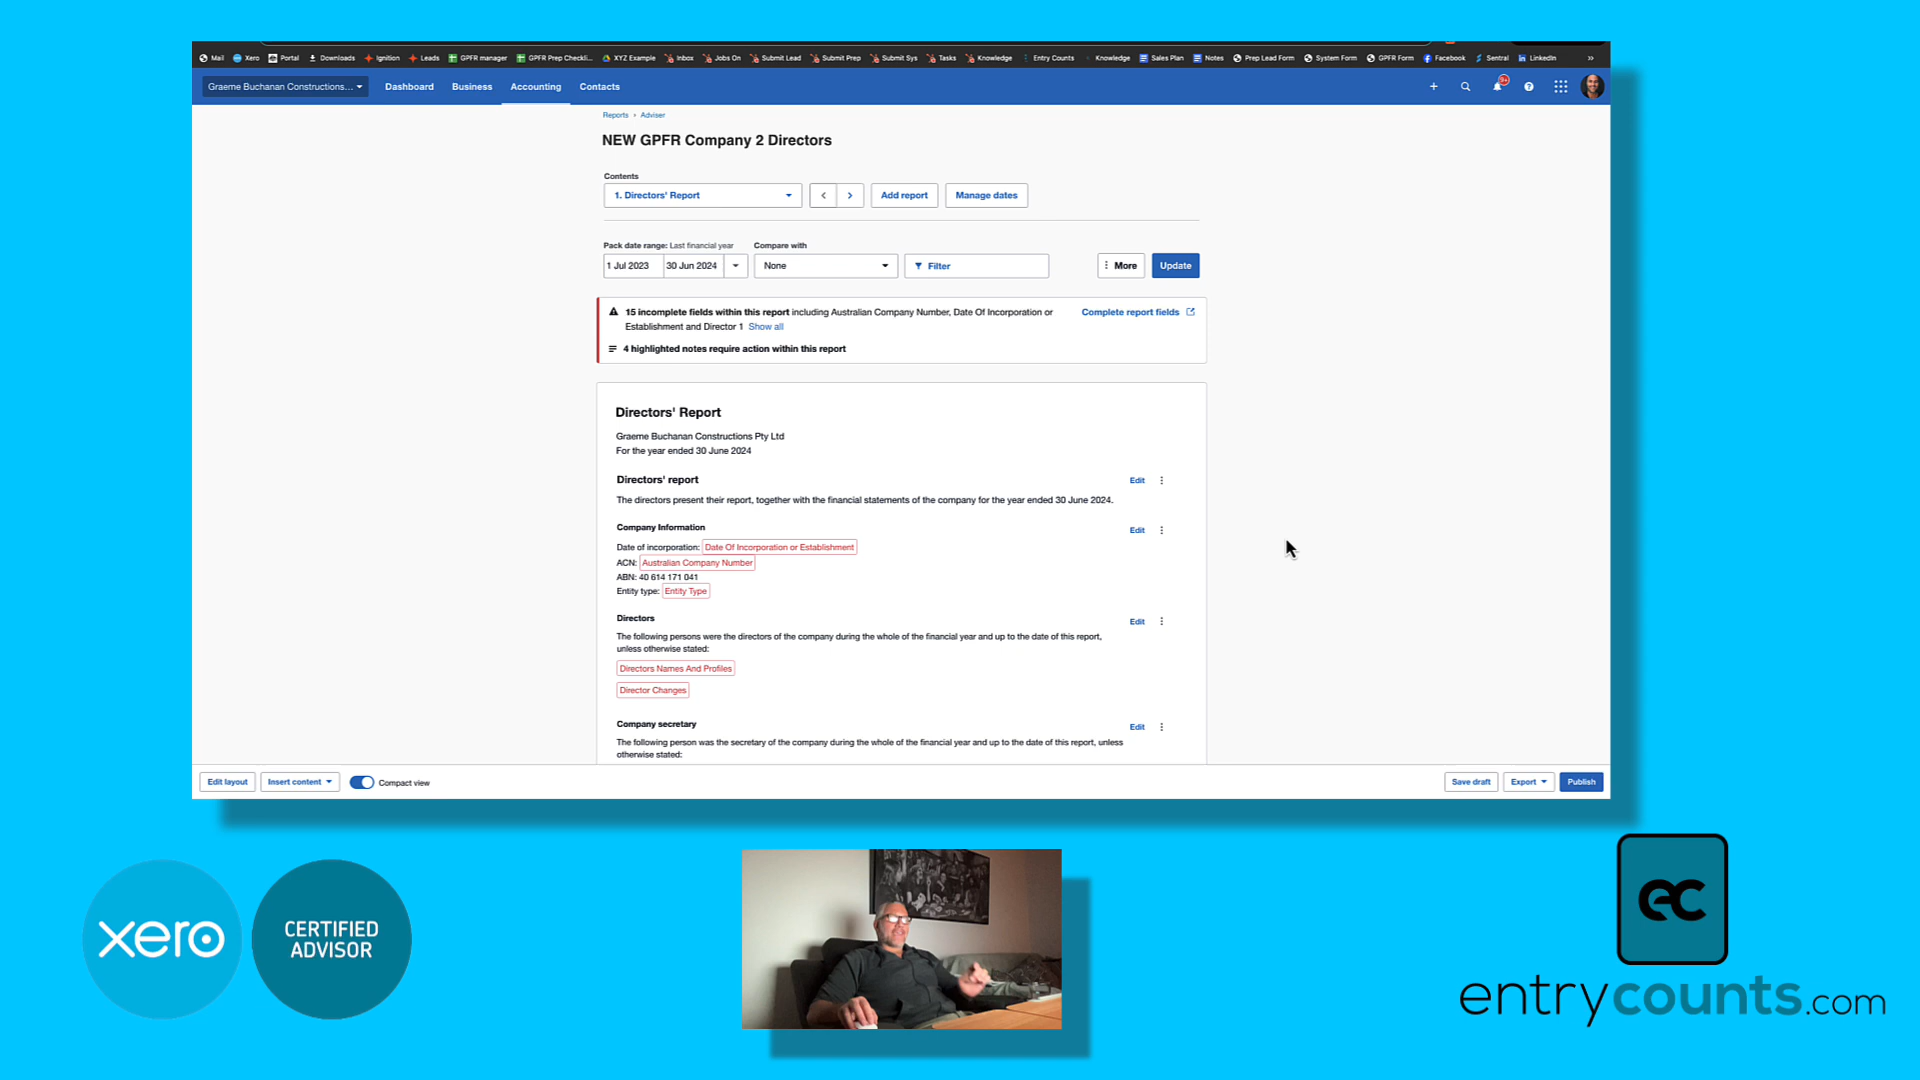 Mail Xero Portal Downloads Ignition Leads GPFR manager GPFR Prep Checkli... XYZ Example Inbox Jobs On Submit Lead Submit Prep Submit Sys Tasks Knowledge Entry Counts Knowledge Sales Plan Notes Prep Lead Form System Form GPFR Form Facebook Sentral LinkedIn »
Graeme Buchanan Constructions... Dashboard Business Accounting Contacts
9+
Reports › Adviser
NEW GPFR Company 2 Directors
Contents
1. Directors' Report Add report Manage dates
Pack date range: Last financial year Compare with
1 Jul 2023 30 Jun 2024 None Filter More Update
15 incomplete fields within this report including Australian Company Number, Date Of Incorporation or Complete report fields
Establishment and Director 1 Show all
4 highlighted notes require action within this report
Directors' Report
Graeme Buchanan Constructions Pty Ltd
For the year ended 30 June 2024
Directors' report Edit
The directors present their report, together with the financial statements of the company for the year ended 30 June 2024.
Company Information Edit
Date of incorporation: Date Of Incorporation or Establishment
ACN: Australian Company Number
ABN: 40 614 171 041
Entity type: Entity Type
Directors Edit
The following persons were the directors of the company during the whole of the financial year and up to the date of this report,
unless otherwise stated:
Directors Names And Profiles
Director Changes
Company secretary Edit
The following person was the secretary of the company during the whole of the financial year and up to the date of this report, unless
otherwise stated:
Edit layout Insert content Compact view Save draft Export Publish
xero
CERTIFIED
ADVISOR
ec
entrycounts.com